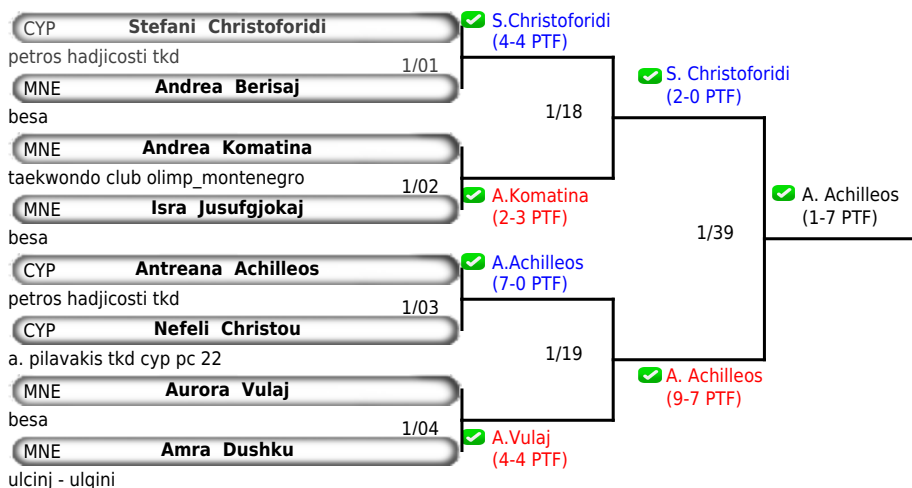 CYP Stefani Christoforidi
petros hadjicosti tkd
1/01
MNE Andrea Berisaj
besa
MNE Andrea Komatina
taekwondo club olimp_montenegro
1/02
MNE Isra Jusufgjokaj
besa
CYP Antreana Achilleos
petros hadjicosti tkd
1/03
CYP Nefeli Christou
a. pilavakis tkd cyp pc 22
MNE Aurora Vulaj
besa
1/04
MNE Amra Dushku
ulcinj - ulqini
S.Christoforidi
(4-4 PTF)
1/18
A.Komatina
(2-3 PTF)
A.Achilleos
(7-0 PTF)
1/19
A.Vulaj
(4-4 PTF)
S. Christoforidi
(2-0 PTF)
1/39
A. Achilleos
(9-7 PTF)
A. Achilleos
(1-7 PTF)